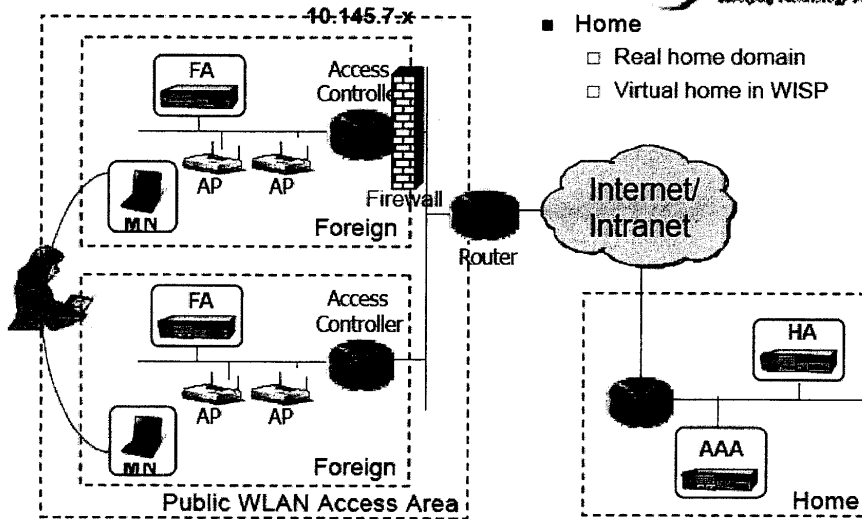 10.145.7.x
■ Home
□ Real home domain
□ Virtual home in WISP
FA
Access
Controller
AP
AP
MN
Firewall
Foreign
Internet/
Intranet
Router
FA
Access
Controller
AP
AP
MN
Foreign
Public WLAN Access Area
HA
AAA
Home